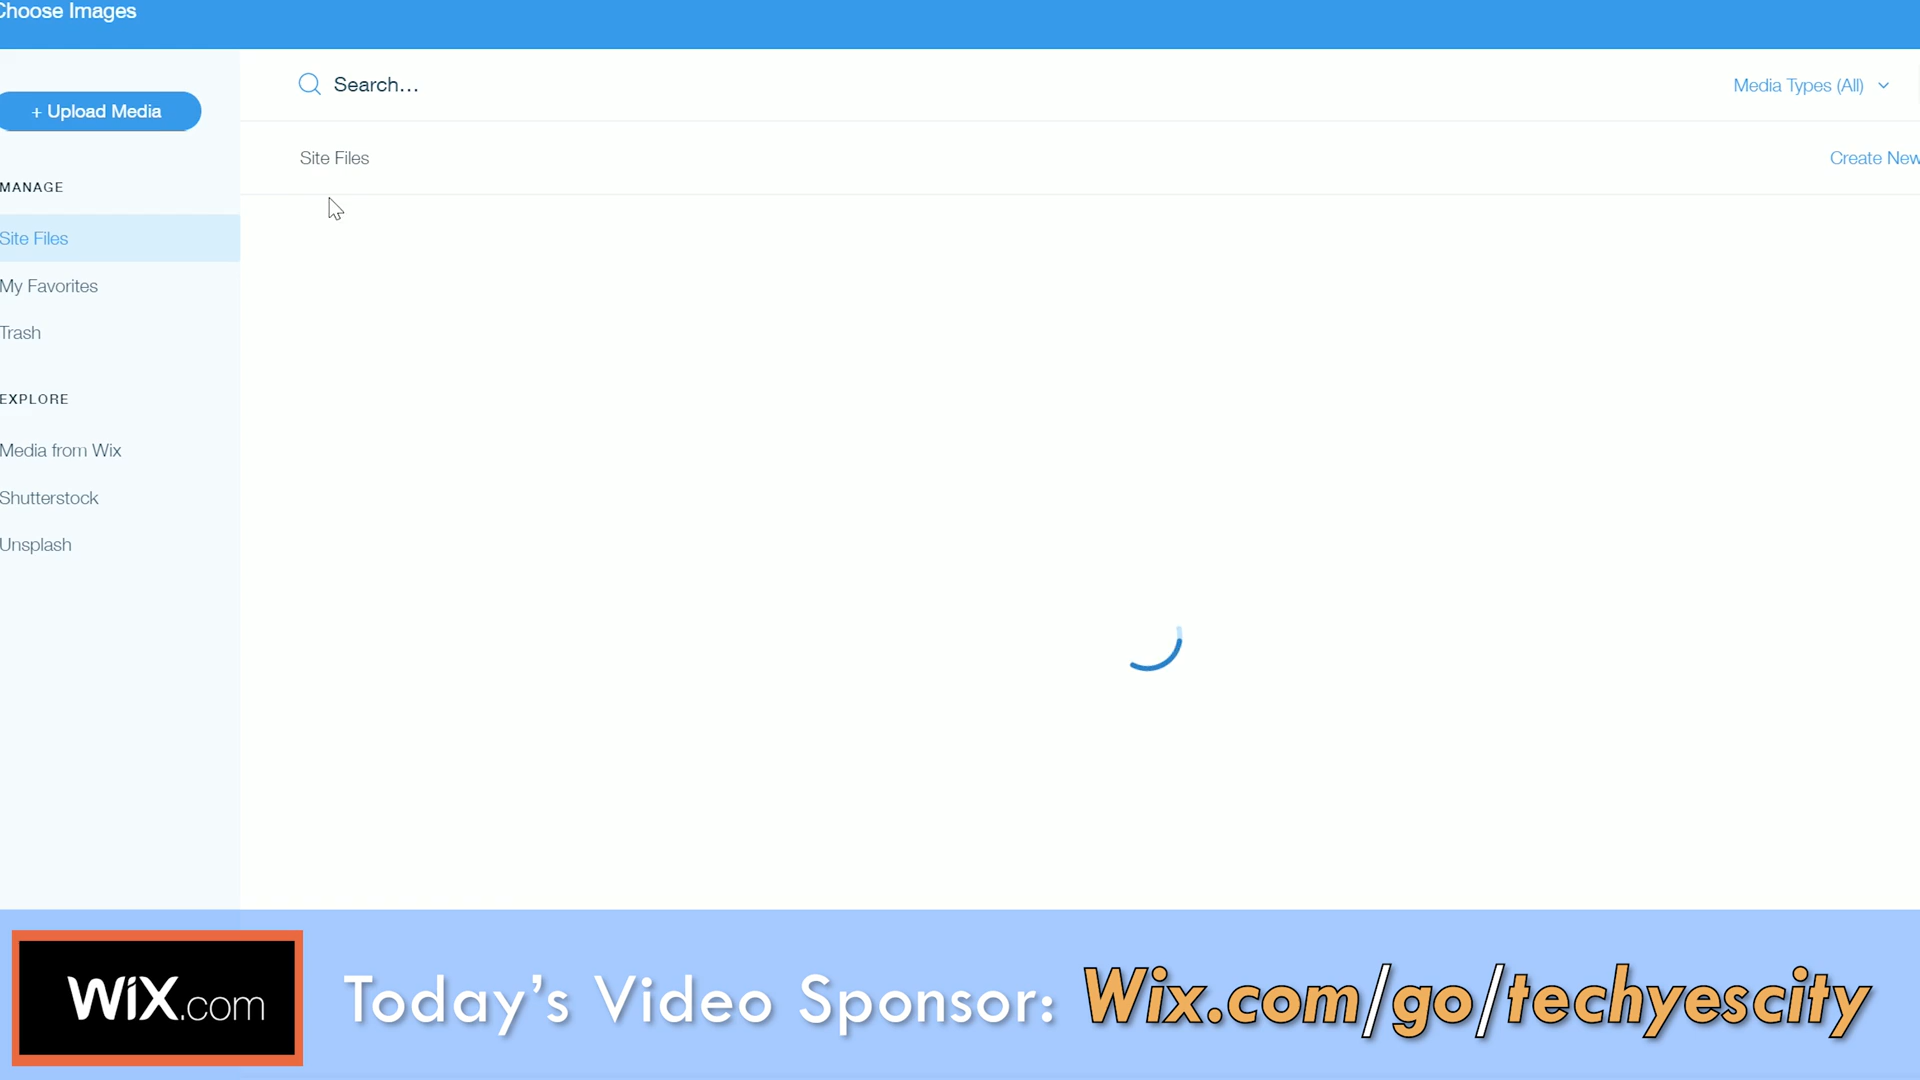 Choose Images
Search...
Media Types (All)
+ Upload Media
Site Files
Create New
MANAGE
Site Files
My Favorites
Trash
EXPLORE
Media from Wix
Shutterstock
Unsplash
WiX.com
Today's Video Sponsor: Wix.com/go/techyescity